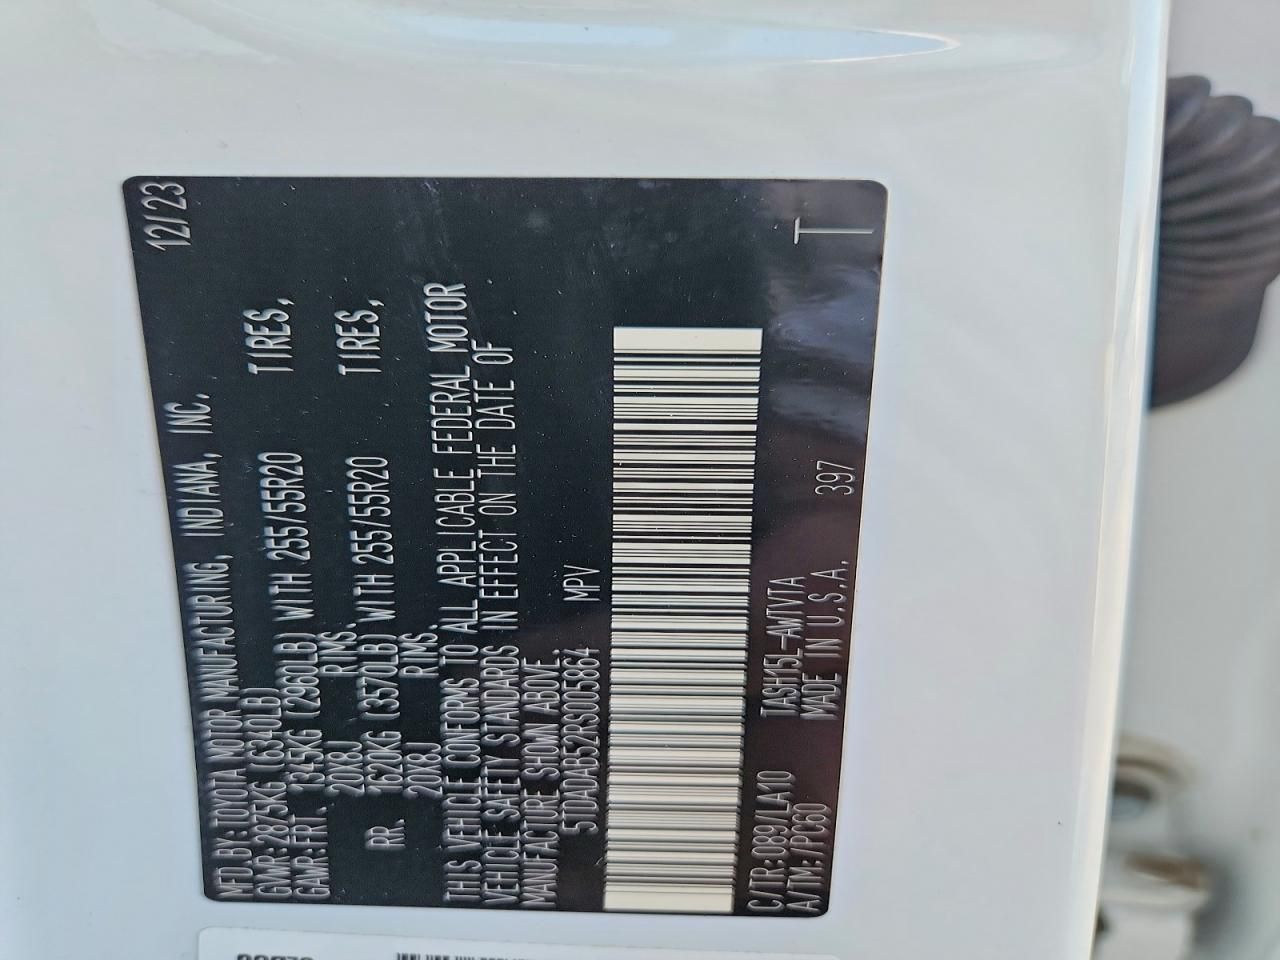 MFD.BY:TOYOTA MOTOR MANUFACTURING, INDIANA, INC. 12/23
GVWR:2875KG (6340LB)
GAWR:FRT. 1345KG (2960LB) WITH 255/55R20 TIRES,
20X8J RIMS.
RR. 1620KG (3570LB) WITH 255/55R20 TIRES,
20X8J RIMS.
THIS VEHICLE CONFORMS TO ALL APPLICABLE FEDERAL MOTOR
VEHICLE SAFETY STANDARDS IN EFFECT ON THE DATE OF
MANUFACTURE SHOWN ABOVE.
5TDADAB52RS005864 MPV
C/TR:089/LA10 TASH15L-AWTVTA T
A/TM:/PC60 MADE IN U.S.A. 397